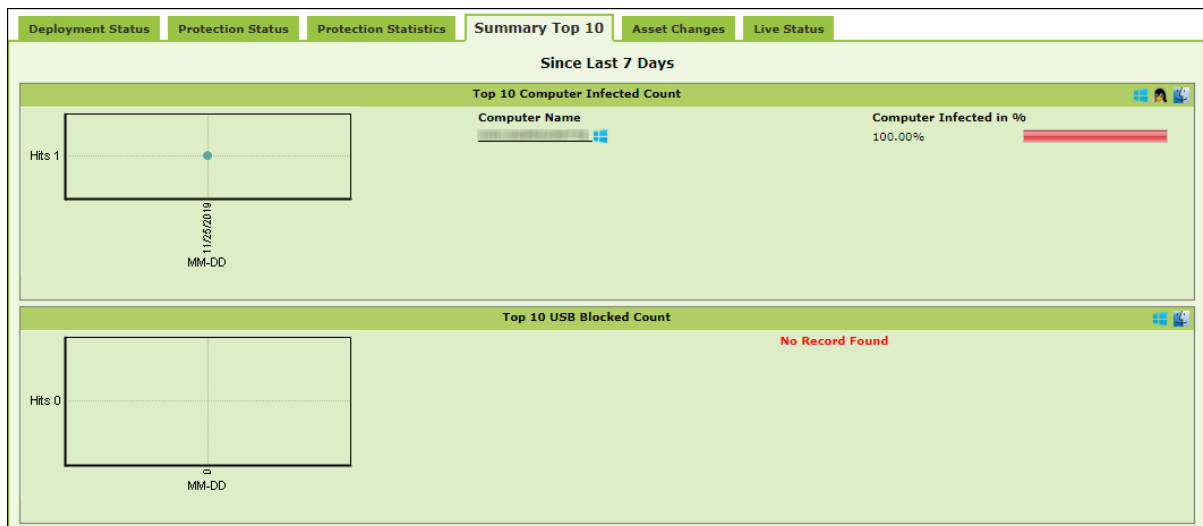 Deployment Status Protection Status Protection Statistics Summary Top 10 Asset Changes Live Status
Since Last 7 Days
Top 10 Computer Infected Count
Computer Name Computer Infected in %
100.00%
Hits 1
11/25/2019
MM-DD
Top 10 USB Blocked Count
No Record Found
Hits 0
0
MM-DD